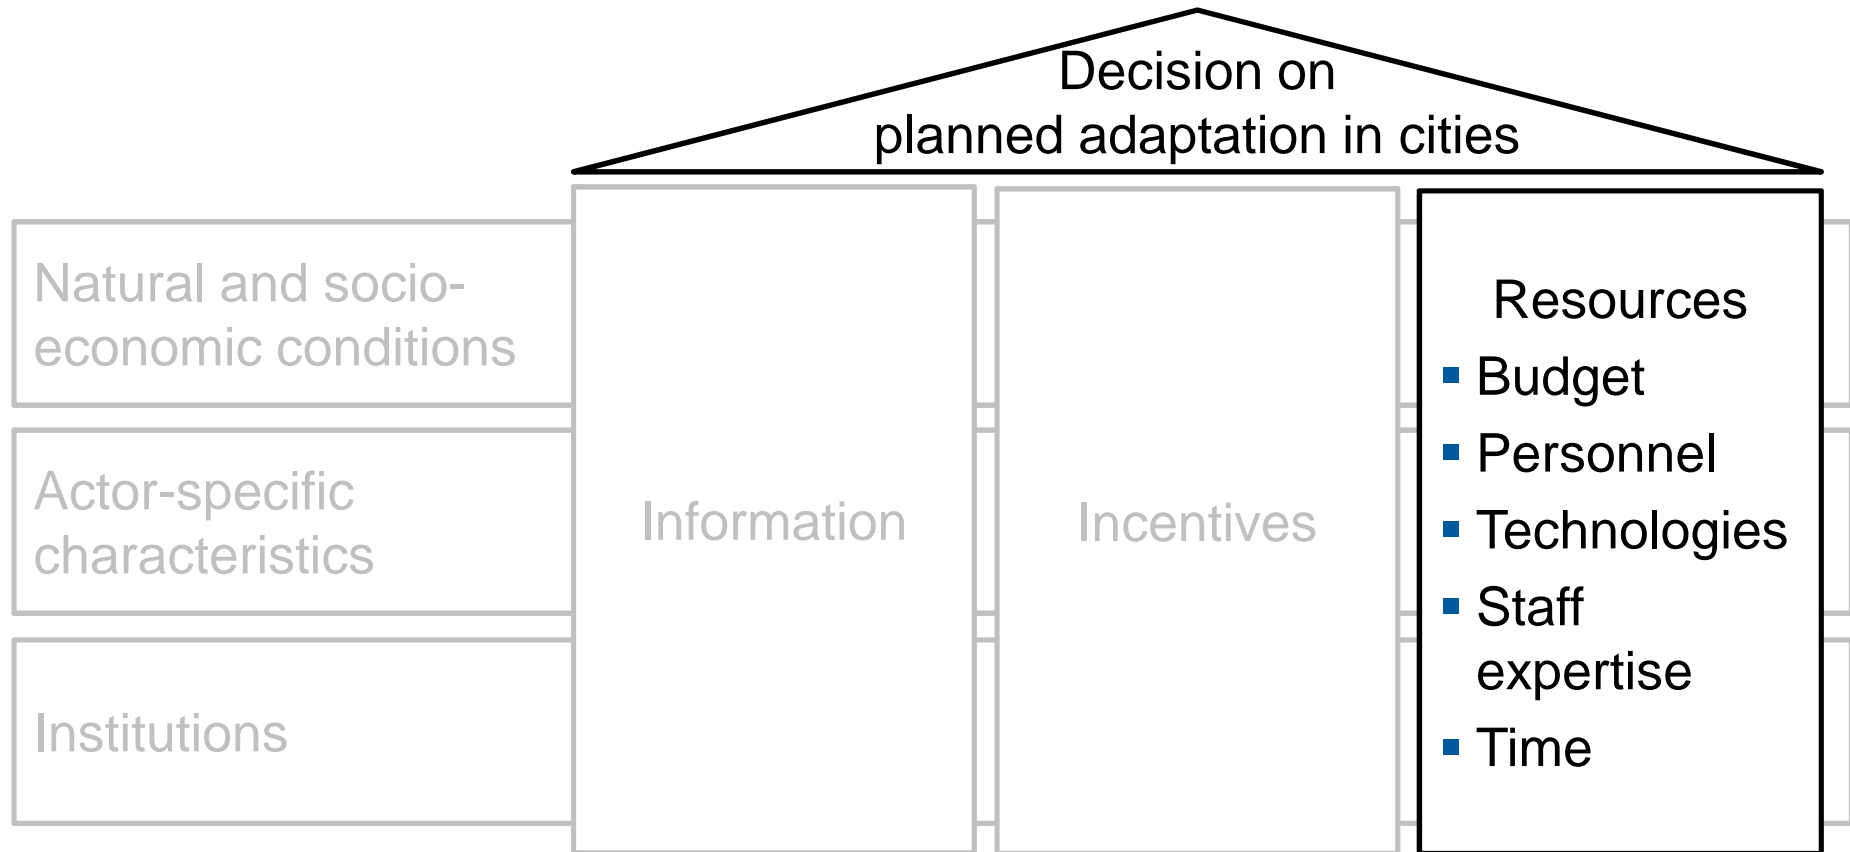 Decision on
planned adaptation in cities
Natural and socio-
economic conditions
Actor-specific
characteristics
Institutions
Information
Incentives
Resources
▪ Budget
▪ Personnel
▪ Technologies
▪ Staff
expertise
▪ Time